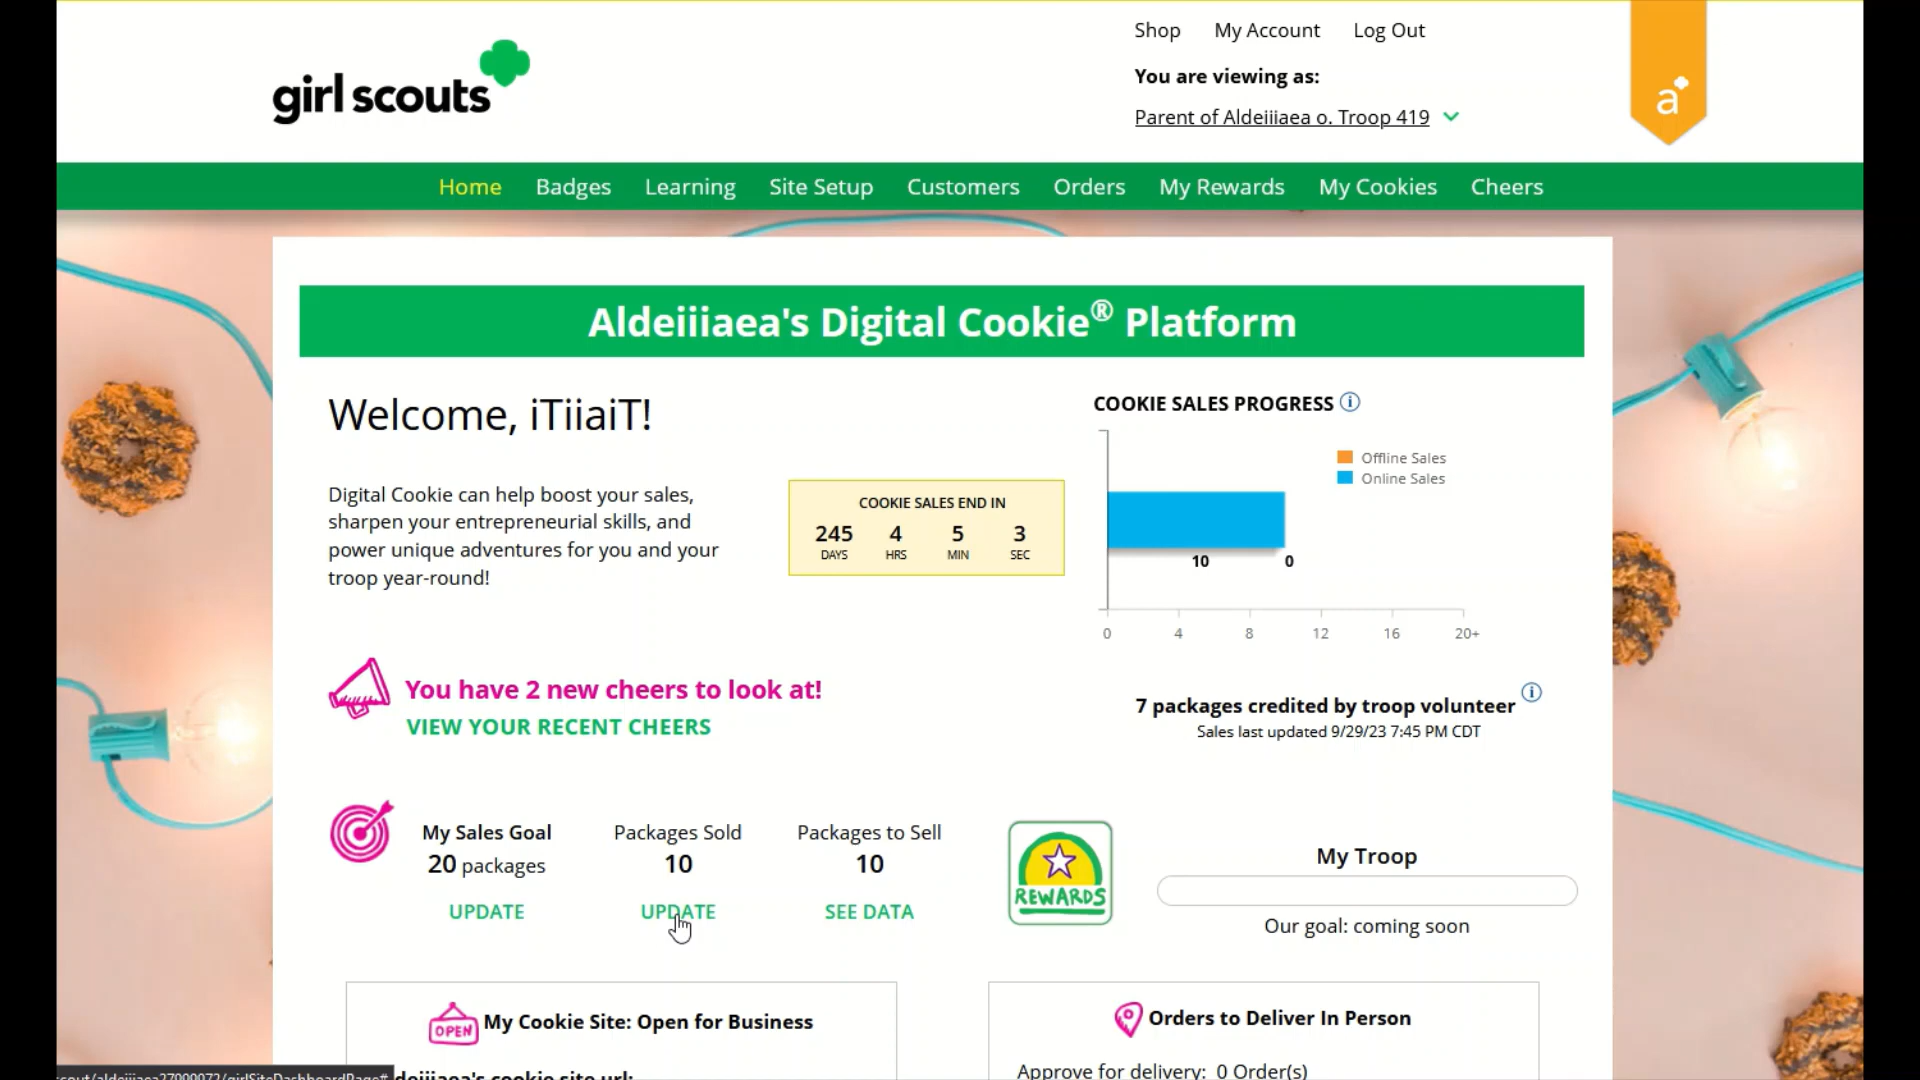 Shop My Account Log Out
You are viewing as:
Parent of Aldeiiiaea o. Troop 419
girl scouts
a
Home Badges Learning Site Setup Customers Orders My Rewards My Cookies Cheers
Aldeiiiaea's Digital Cookie® Platform
Welcome, iTiiaiT!
Digital Cookie can help boost your sales,
sharpen your entrepreneurial skills, and
power unique adventures for you and your
troop year-round!
COOKIE SALES END IN
245 4 5 3
DAYS HRS MIN SEC
COOKIE SALES PROGRESS i
Offline Sales
Online Sales
10 0
0 4 8 12 16 20+
You have 2 new cheers to look at!
VIEW YOUR RECENT CHEERS
7 packages credited by troop volunteer i
Sales last updated 9/29/23 7:45 PM CDT
My Sales Goal Packages Sold Packages to Sell
20 packages 10 10
UPDATE UPDATE SEE DATA
REWARDS
My Troop
Our goal: coming soon
OPEN My Cookie Site: Open for Business
Orders to Deliver In Person
Approve for delivery: 0 Order(s)